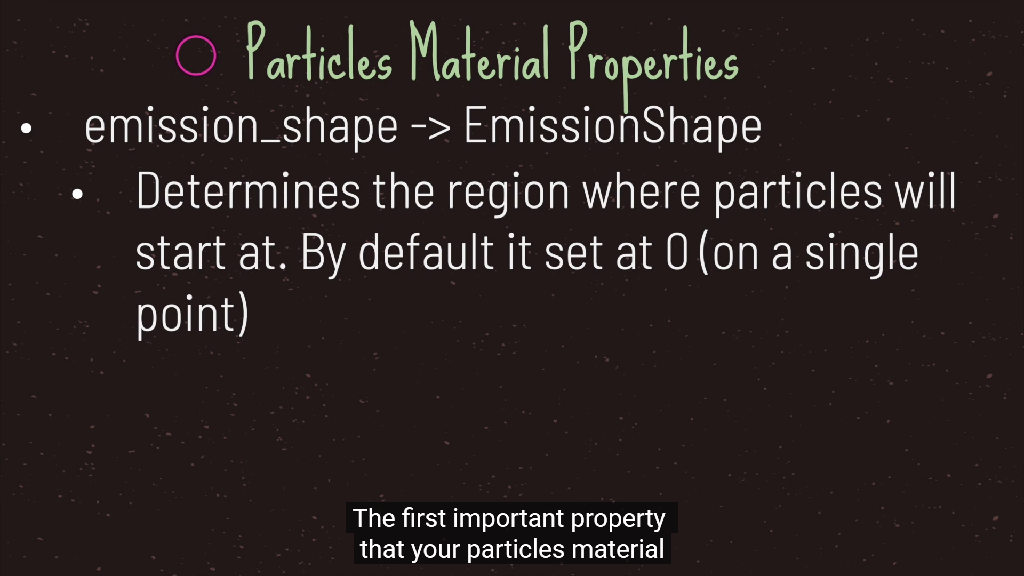 Particles Material Properties
• emission_shape -> EmissionShape
• Determines the region where particles will
start at. By default it set at 0 (on a single
point)
The first important property
that your particles material